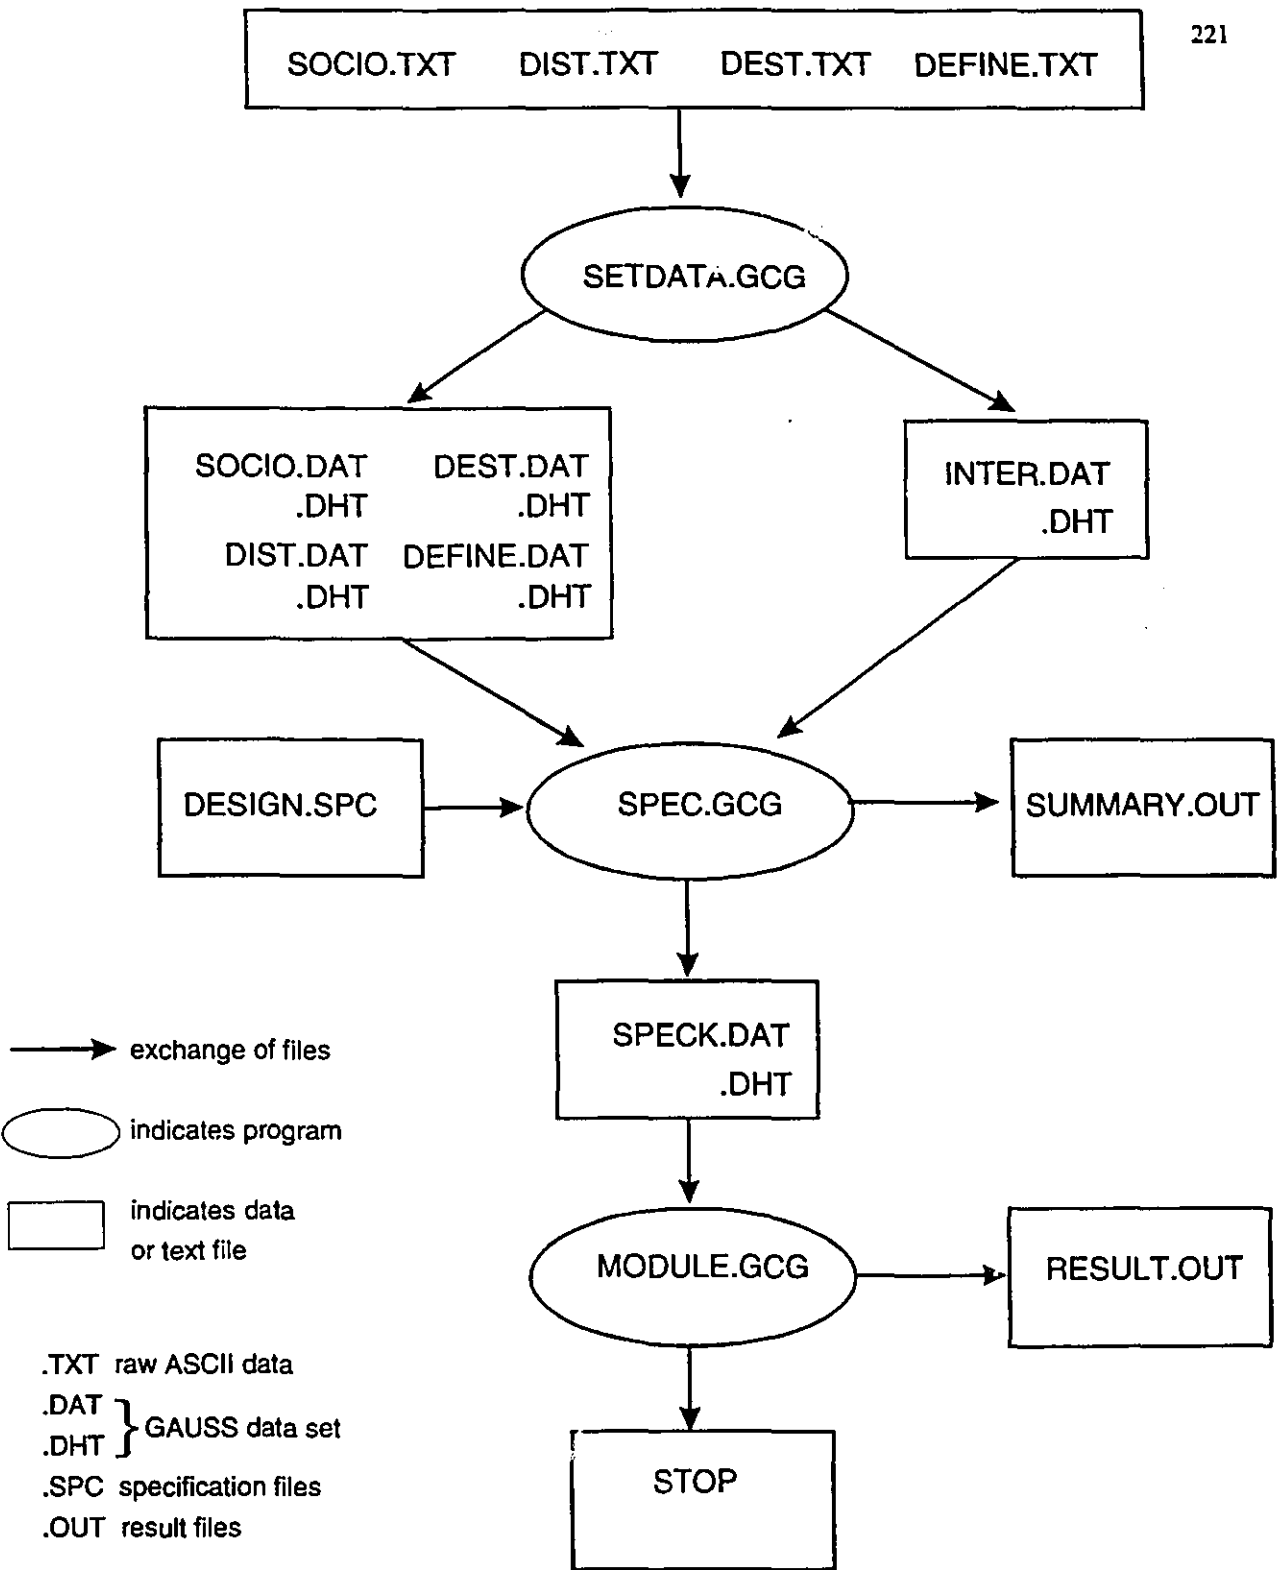 221
SOCIO.TXT DIST.TXT DEST.TXT DEFINE.TXT
SETDATA.GCG
SOCIO.DAT DEST.DAT
.DHT .DHT
DIST.DAT DEFINE.DAT
.DHT .DHT
INTER.DAT
.DHT
DESIGN.SPC
SPEC.GCG
SUMMARY.OUT
SPECK.DAT
.DHT
exchange of files
indicates program
indicates data
or text file
MODULE.GCG
RESULT.OUT
.TXT raw ASCII data
.DAT
.DHT
} GAUSS data set
.SPC specification files
.OUT result files
STOP